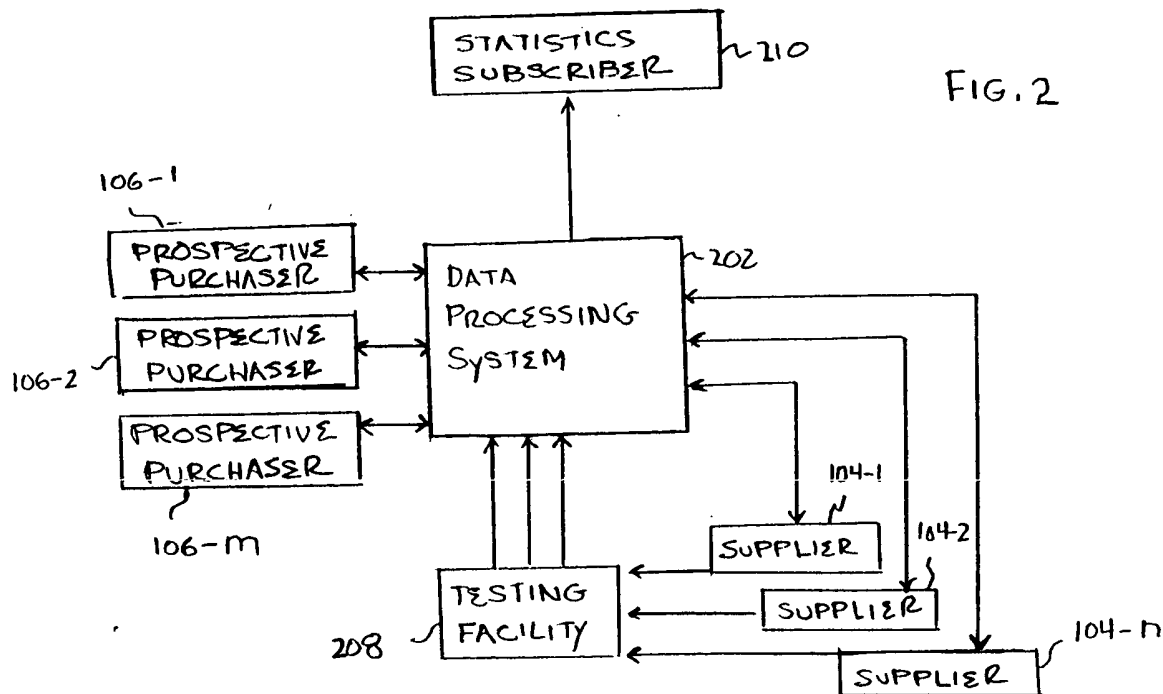 STATISTICS
SUBSCRIBER
210
FIG. 2
106-1
PROSPECTIVE
PURCHASER
DATA
PROCESSING
SYSTEM
202
106-2
PROSPECTIVE
PURCHASER
PROSPECTIVE
PURCHASER
106-m
104-1
SUPPLIER
104-2
SUPPLIER
TESTING
FACILITY
208
104-n
SUPPLIER